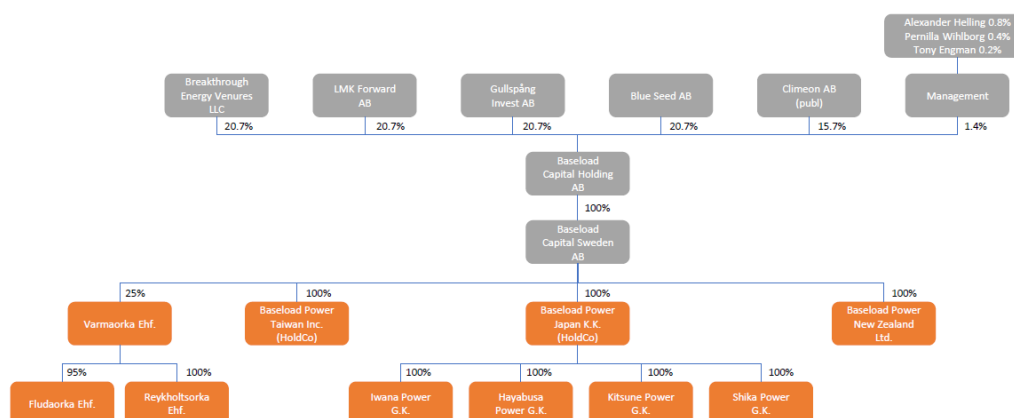 Alexander Helling 0.8%
Pernilla Wihlborg 0.4%
Tony Engman 0.2%
Breakthrough
Energy Venures
LLC
LMK Forward
AB
Gullspång
Invest AB
Blue Seed AB
Climeon AB
(publ)
Management
20.7%
20.7%
20.7%
20.7%
15.7%
1.4%
Baseload
Capital Holding
AB
100%
Baseload
Capital Sweden
AB
25%
100%
100%
100%
Varmaorka Ehf.
Baseload Power
Taiwan Inc.
(HoldCo)
Baseload Power
Japan K.K.
(HoldCo)
Baseload Power
New Zealand
Ltd.
95%
100%
100%
100%
100%
100%
Fludaorka Ehf.
Reykholtsorka
Ehf.
Iwana Power
G.K.
Hayabusa
Power G.K.
Kitsune Power
G.K.
Shika Power
G.K.